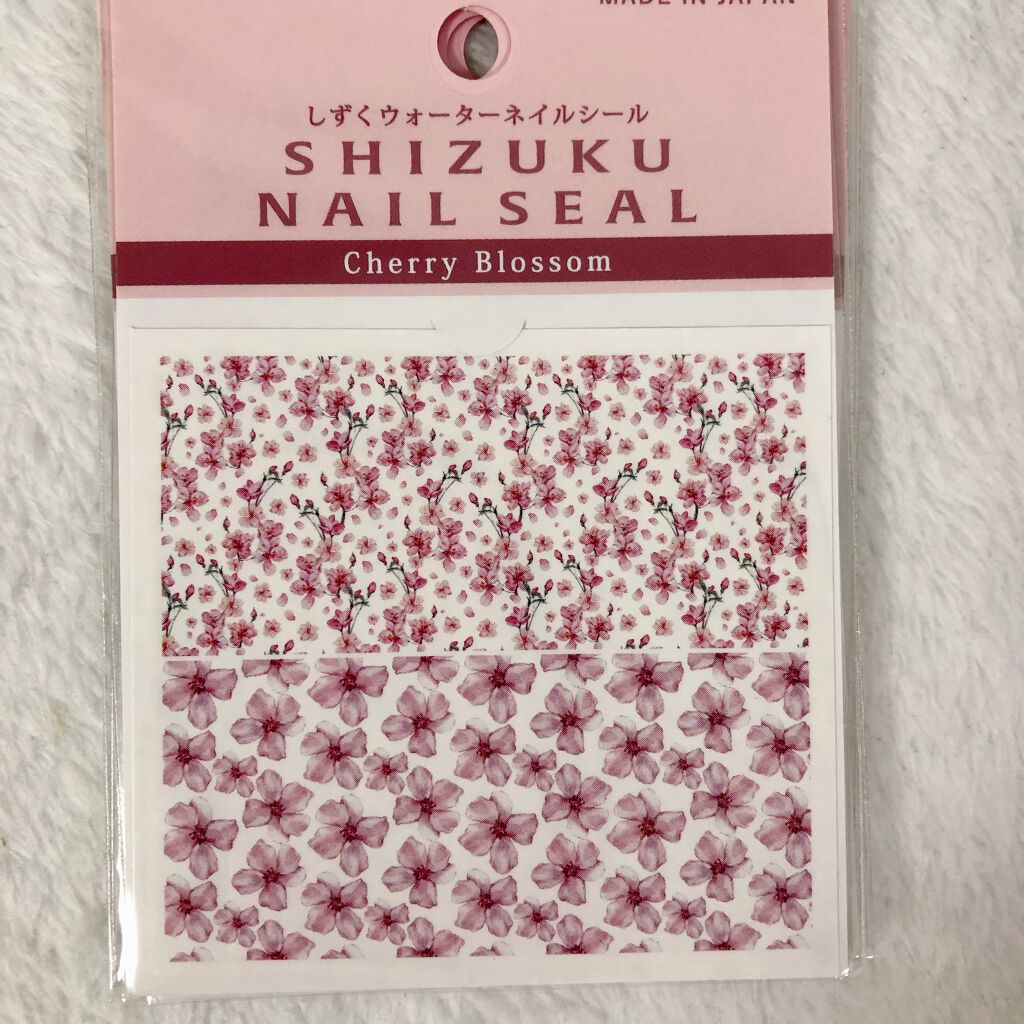 MADE IN JAPAN
しずくウォーターネイルシール
SHIZUKU
NAIL SEAL
Cherry Blossom